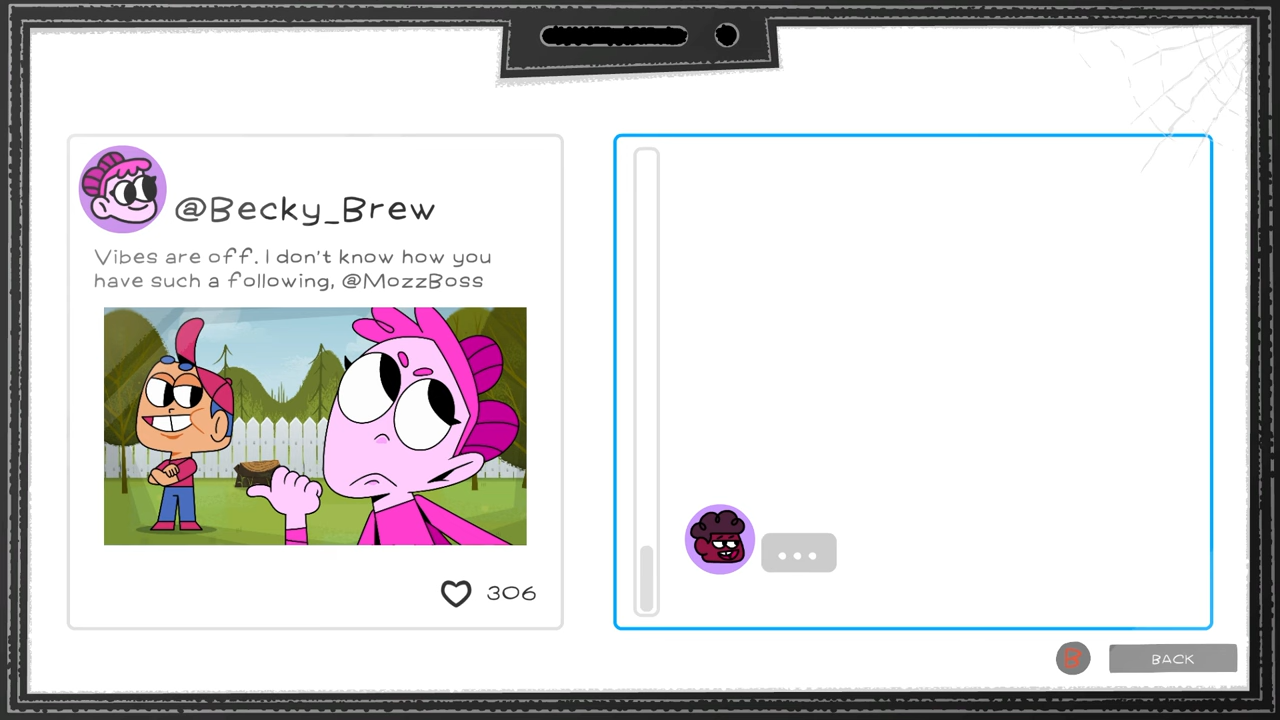 @Becky_Brew
Vibes are off. I don't know how you
have such a following, @MozzBoss
306
...
B
BACK